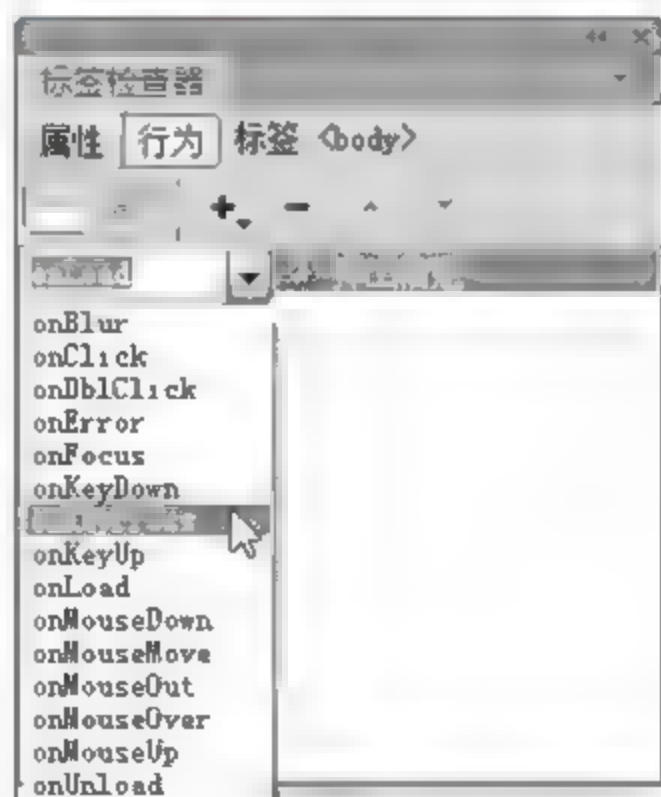 标签检查器
属性 行为 标签 <body>
onBlur
onClick
onDblClick
onError
onFocus
onKeyDown
onKeyUp
onLoad
onMouseDown
onMouseMove
onMouseOut
onMouseOver
onMouseUp
onUnload